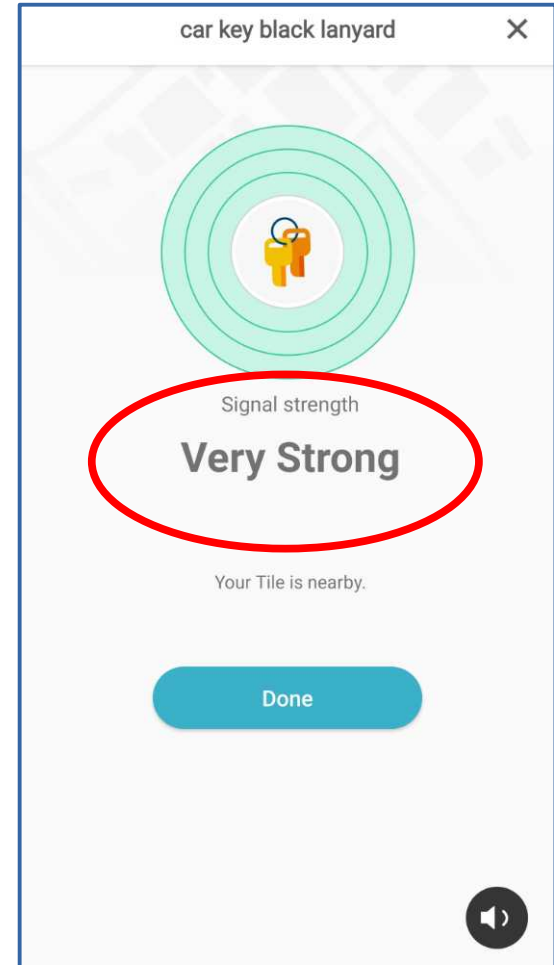 car key black lanyard
Signal strength
Very Strong
Your Tile is nearby.
Done